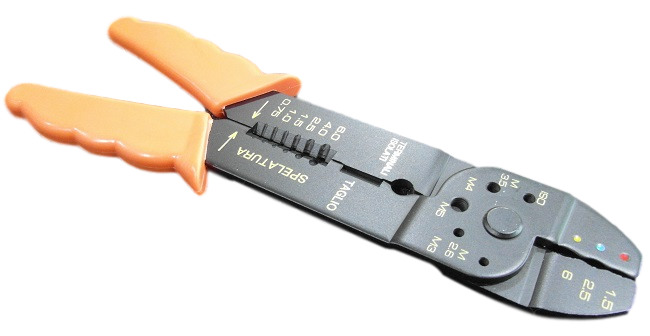 0.75
1.0
1.5
2.5
4.0
6.0
SPELATURA
TERMINALI
ISOLATI
TAGLIO
M4
M
3.5
ISO
M5
M3
M
2.6
6
2.5
1.5